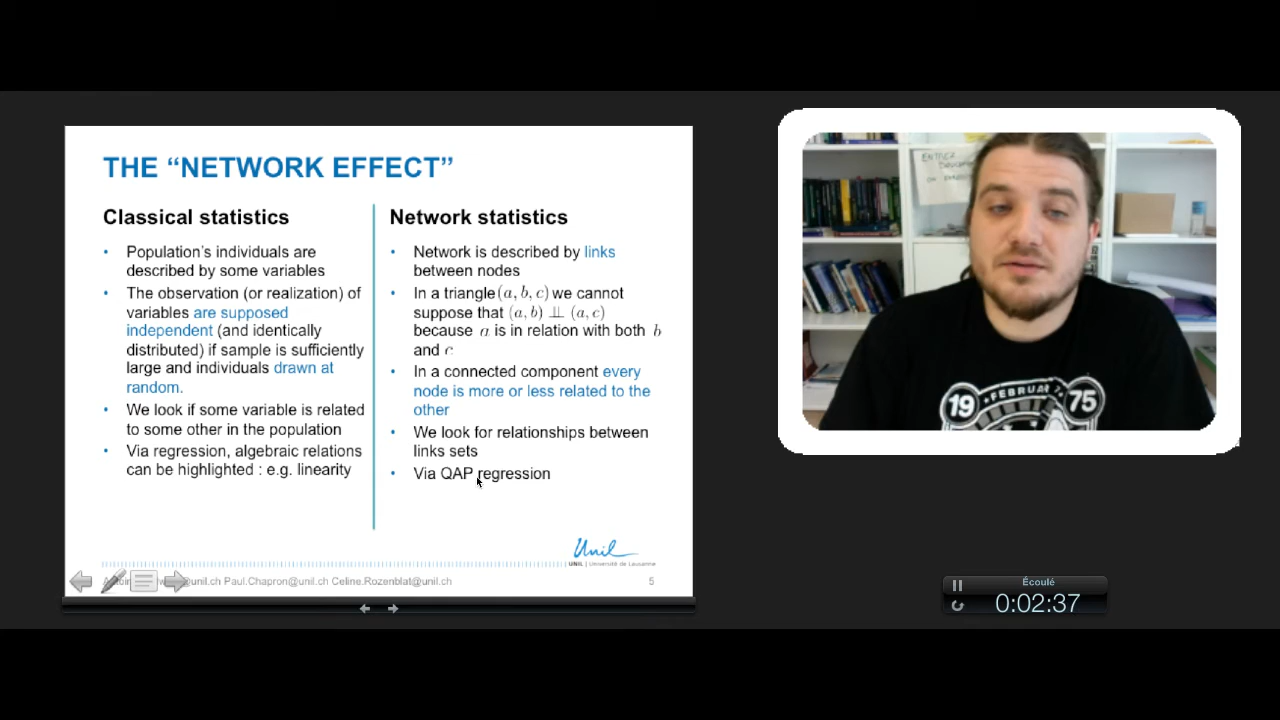 THE “NETWORK EFFECT”
Classical statistics
• Population’s individuals are
described by some variables
• The observation (or realization) of
variables are supposed
independent (and identically
distributed) if sample is sufficiently
large and individuals drawn at
random.
• We look if some variable is related
to some other in the population
• Via regression, algebraic relations
can be highlighted : e.g. linearity
Network statistics
• Network is described by links
between nodes
• In a triangle (a, b, c) we cannot
suppose that (a, b) ⫫ (a, c)
because a is in relation with both b
and c
• In a connected component every
node is more or less related to the
other
• We look for relationships between
links sets
• Via QAP regression
Unil
UNIL | Université de Lausanne
@unil.ch Paul.Chapron@unil.ch Celine.Rozenblat@unil.ch
5
19 FEBRUAR 75
Écoulé
0:02:37